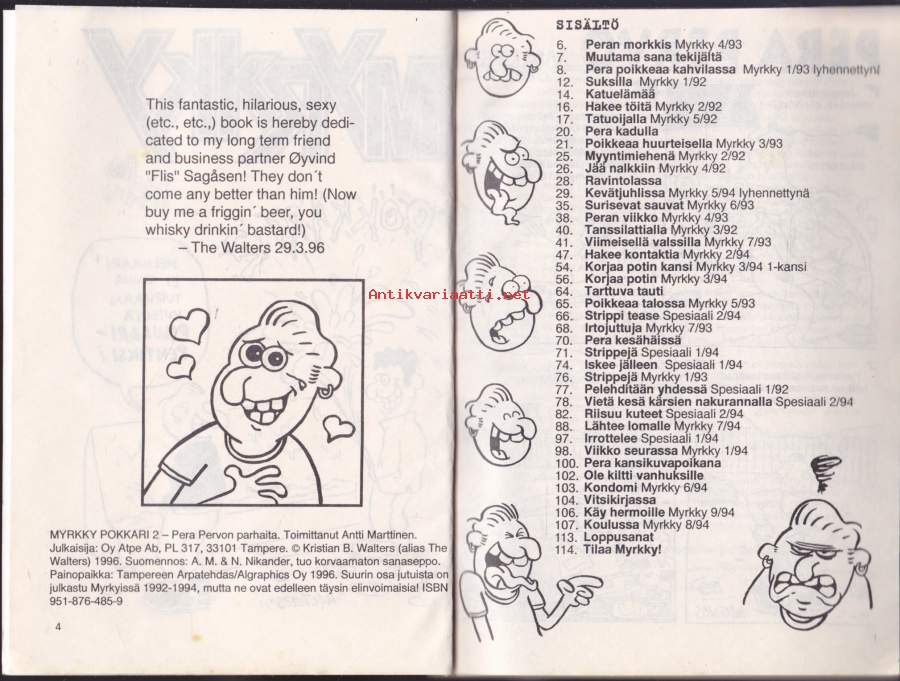 This fantastic, hilarious, sexy
(etc., etc.,) book is hereby dedi-
cated to my long term friend
and business partner Øyvind
"Flis" Sagåsen! They don´t
come any better than him! (Now
buy me a friggin´ beer, you
whisky drinkin´ bastard!)
– The Walters 29.3.96
Antikvariaatti.net
MYRKKY POKKARI 2 – Pera Pervon parhaita. Toimittanut Antti Marttinen.
Julkaisija: Oy Atpe Ab, PL 317, 33101 Tampere. © Kristian B. Walters (alias The
Walters) 1996. Suomennos: A. M. & N. Nikander, tuo korvaamaton sanaseppo.
Painopaikka: Tampereen Arpatehdas/Algraphics Oy 1996. Suurin osa jutuista on
julkastu Myrkyissä 1992-1994, mutta ne ovat edelleen täysin elinvoimaisia! ISBN
951-876-485-9
4
SISÄLTÖ
6. Peran morkkis Myrkky 4/93
7. Muutama sana tekijältä
8. Pera poikkeaa kahvilassa Myrkky 1/93 lyhennettynä
12. Suksilla Myrkky 1/92
14. Katuelämää
16. Hakee töitä Myrkky 2/92
17. Tatuoijalla Myrkky 5/92
20. Pera kadulla
21. Poikkeaa huurteisella Myrkky 3/93
25. Myyntimiehenä Myrkky 2/92
26. Jää nalkkiin Myrkky 4/92
28. Ravintolassa
29. Kevätjuhlissa Myrkky 5/94 lyhennettynä
35. Surisevat sauvat Myrkky 6/93
38. Peran viikko Myrkky 4/93
40. Tanssilattialla Myrkky 3/92
41. Viimeisellä valssilla Myrkky 7/93
47. Hakee kontaktia Myrkky 2/94
54. Korjaa potin kansi Myrkky 3/94 1-kansi
56. Korjaa potin Myrkky 3/94
64. Tarttuva tauti
65. Poikkeaa talossa Myrkky 5/93
66. Strippi tease Spesiaali 2/94
68. Irtojuttuja Myrkky 7/93
70. Pera kesähäissä
71. Strippejä Spesiaali 1/94
74. Iskee jälleen Spesiaali 1/94
76. Strippejä Myrkky 1/93
77. Pelehditään yhdessä Spesiaali 1/92
78. Vietä kesä kärsien nakurannalla Spesiaali 2/94
82. Riisuu kuteet Spesiaali 2/94
88. Lähtee lomalle Myrkky 7/94
97. Irrottelee Spesiaali 1/94
98. Viikko seurassa Myrkky 1/94
100. Pera kansikuvapoikana
102. Ole kiltti vanhuksille
103. Kondomi Myrkky 6/94
104. Vitsikirjassa
106. Käy hermoille Myrkky 9/94
107. Koulussa Myrkky 8/94
113. Loppusanat
114. Tilaa Myrkky!